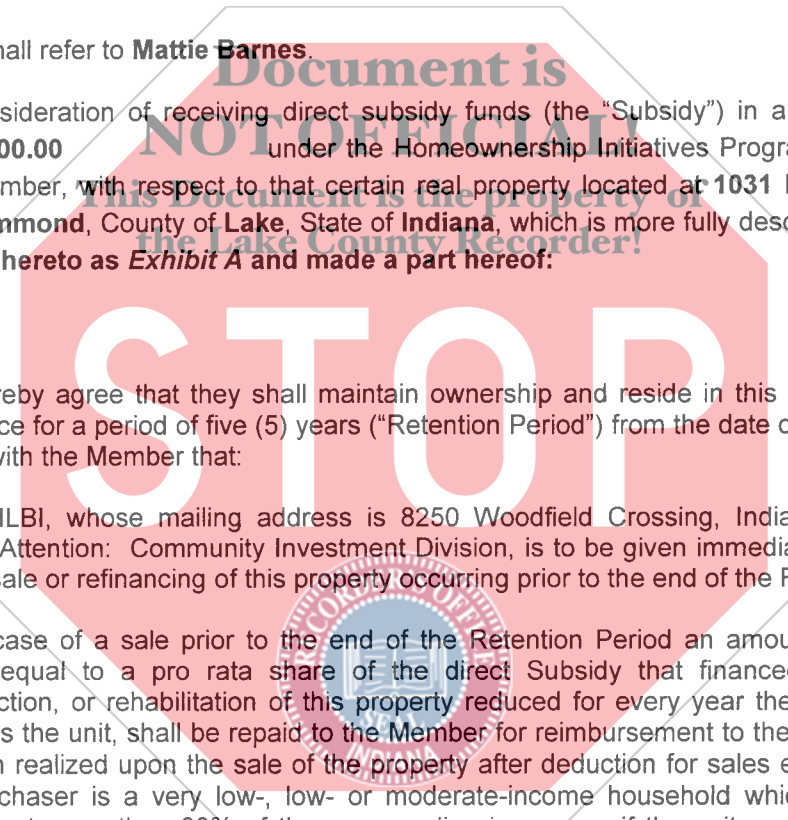 hall refer to Mattie Barnes.
Document is
sideration of receiving direct subsidy funds (the “Subsidy”) in a
NOT OFFICIAL!
00.00 under the Homeownership Initiatives Progra
mber, with respect to that certain real property located at 1031
This Document is the property of
mmond, County of Lake, State of Indiana, which is more fully desc
the Lake County Recorder!
hereto as Exhibit A and made a part hereof:
STOP
reby agree that they shall maintain ownership and reside in this
ce for a period of five (5) years (“Retention Period”) from the date o
with the Member that:
ILBI, whose mailing address is 8250 Woodfield Crossing, India
Attention: Community Investment Division, is to be given immedia
sale or refinancing of this property occurring prior to the end of the R
case of a sale prior to the end of the Retention Period an amou
equal to a pro rata share of the direct Subsidy that finance
ction, or rehabilitation of this property reduced for every year the
s the unit, shall be repaid to the Member for reimbursement to the
n realized upon the sale of the property after deduction for sales e
rchaser is a very low-, low- or moderate-income household whic
RECORDER'S OFFICE
SEAL
INDIANA